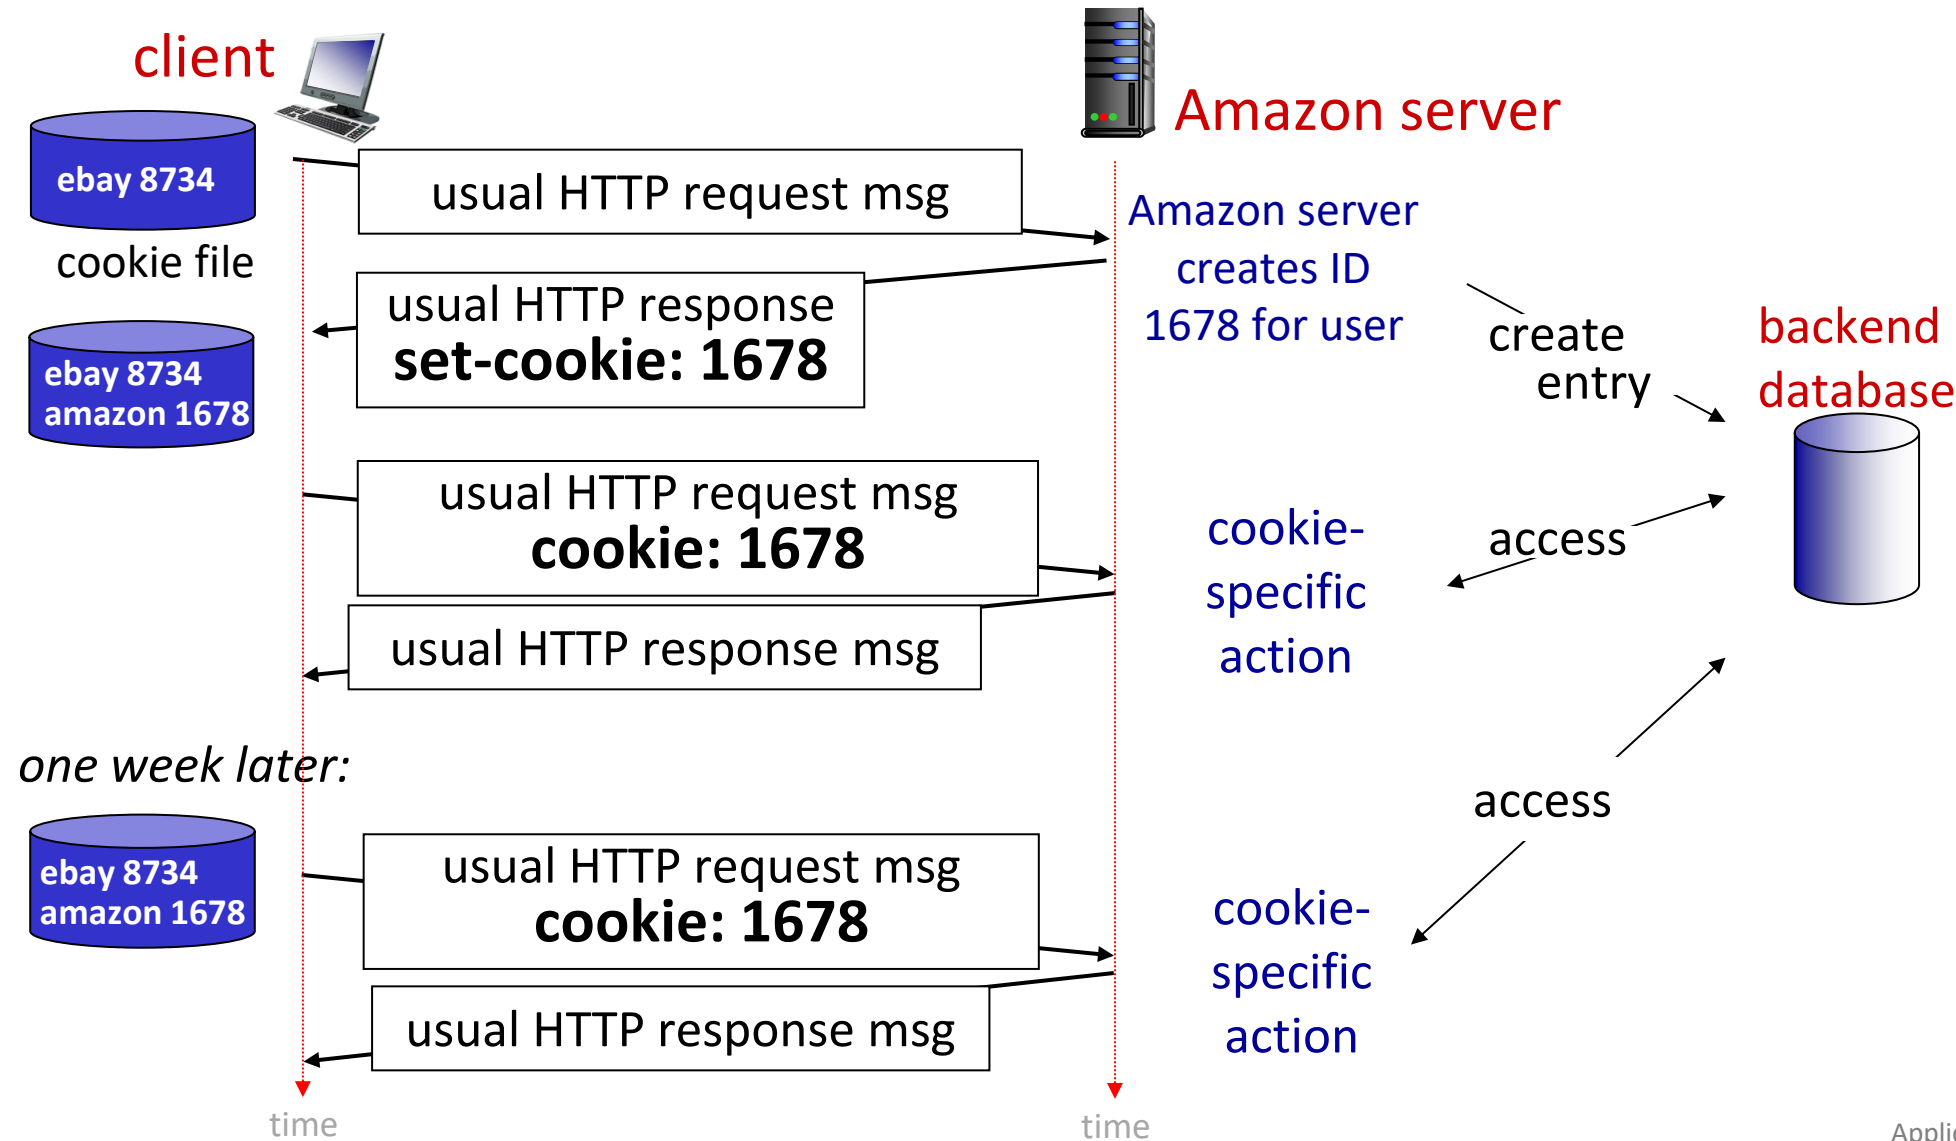 client
Amazon server
ebay 8734
cookie file
usual HTTP request msg
Amazon server
creates ID
1678 for user
usual HTTP response
set-cookie: 1678
create
entry
backend
database
ebay 8734
amazon 1678
usual HTTP request msg
cookie: 1678
cookie-
specific
action
access
usual HTTP response msg
one week later:
access
ebay 8734
amazon 1678
usual HTTP request msg
cookie: 1678
cookie-
specific
action
usual HTTP response msg
time
time